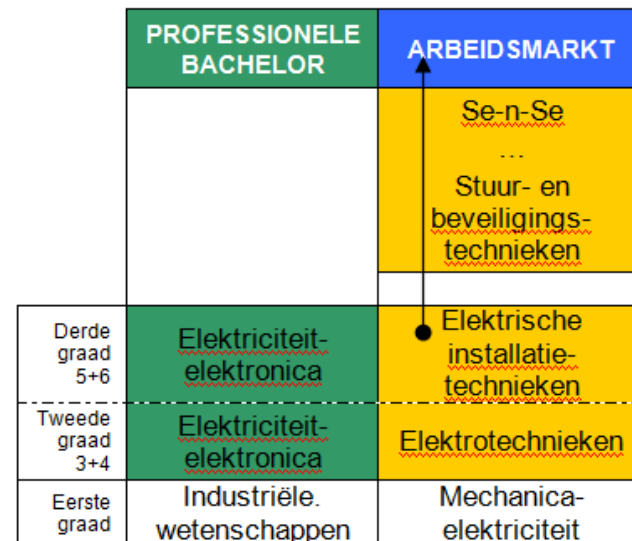 PROFESSIONELE
BACHELOR
ARBEIDSMARKT
Se-n-Se
...
Stuur- en
beveiligings-
technieken
Derde
graad
5+6
Elektriciteit-
elektronica
Elektrische
installatie-
technieken
Tweede
graad
3+4
Elektriciteit-
elektronica
Elektrotechnieken
Eerste
graad
Industriële.
wetenschappen
Mechanica-
elektriciteit